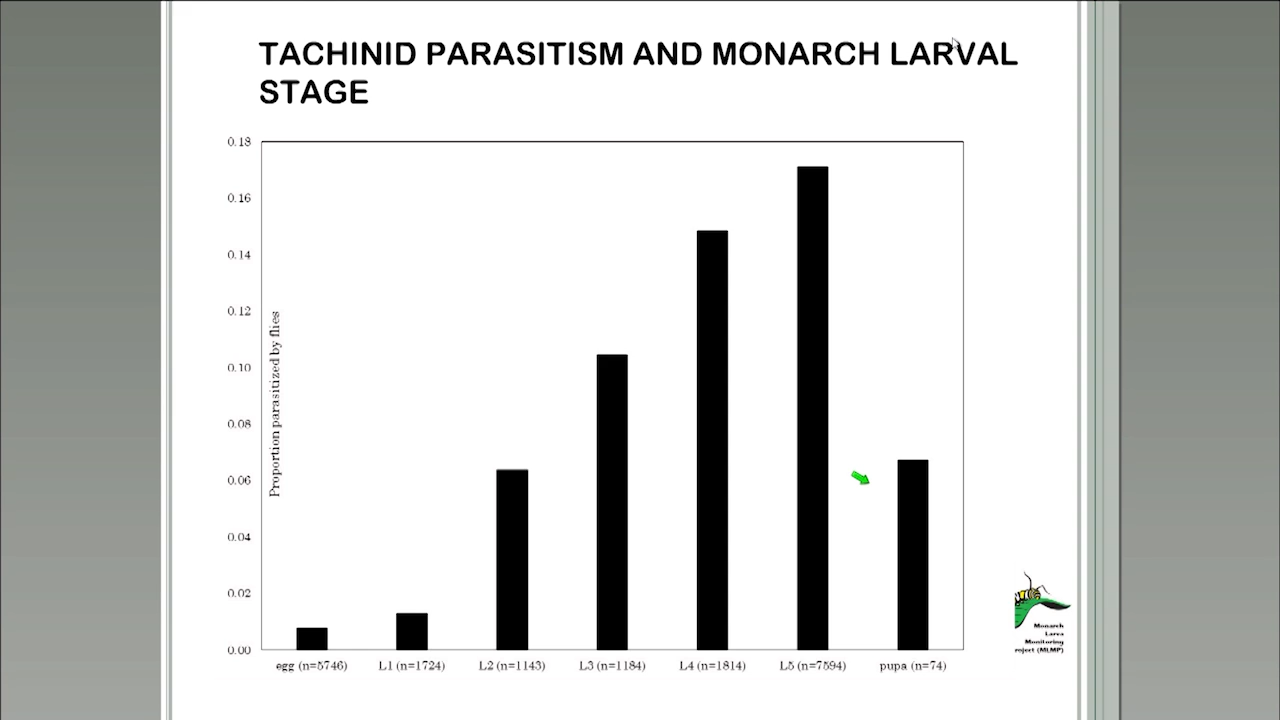 TACHINID PARASITISM AND MONARCH LARVAL
STAGE
0.18
0.16
0.14
0.12
0.10
0.08
0.06
0.04
0.02
0.00
Proportion parasitized by flies
egg (n=5746) L1 (n=1724) L2 (n=1143) L3 (n=1184) L4 (n=1814) L5 (n=7594) pupa (n=74)
Monarch
Larva
Monitoring
roject (MLMP)